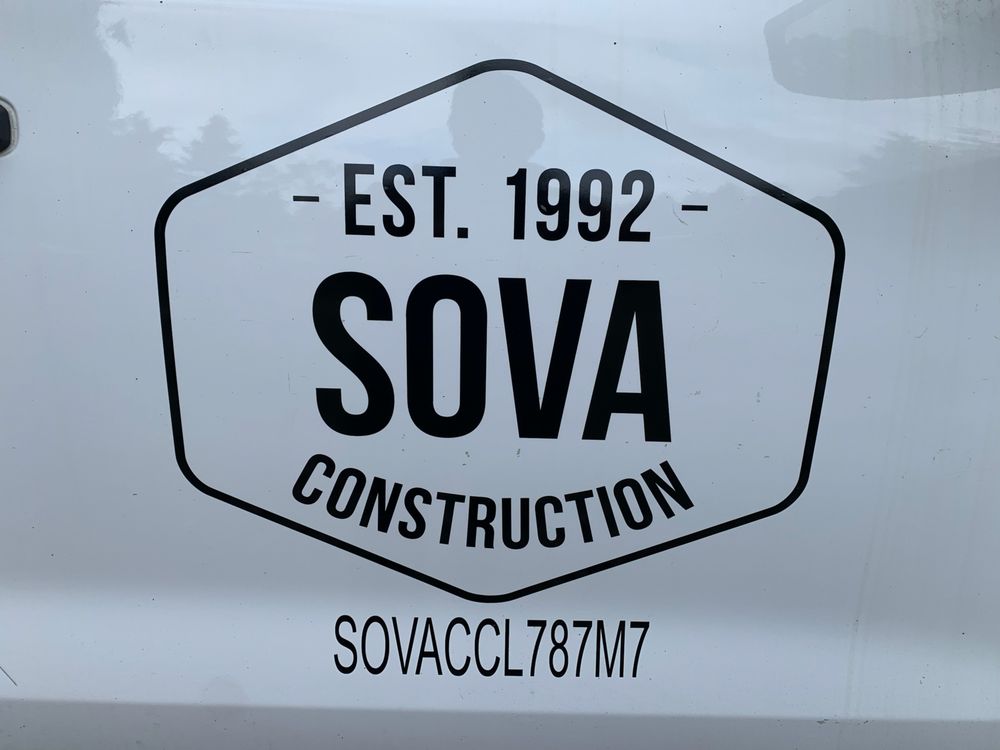 - EST. 1992 -
SOVA
CONSTRUCTION
SOVACCL787M7